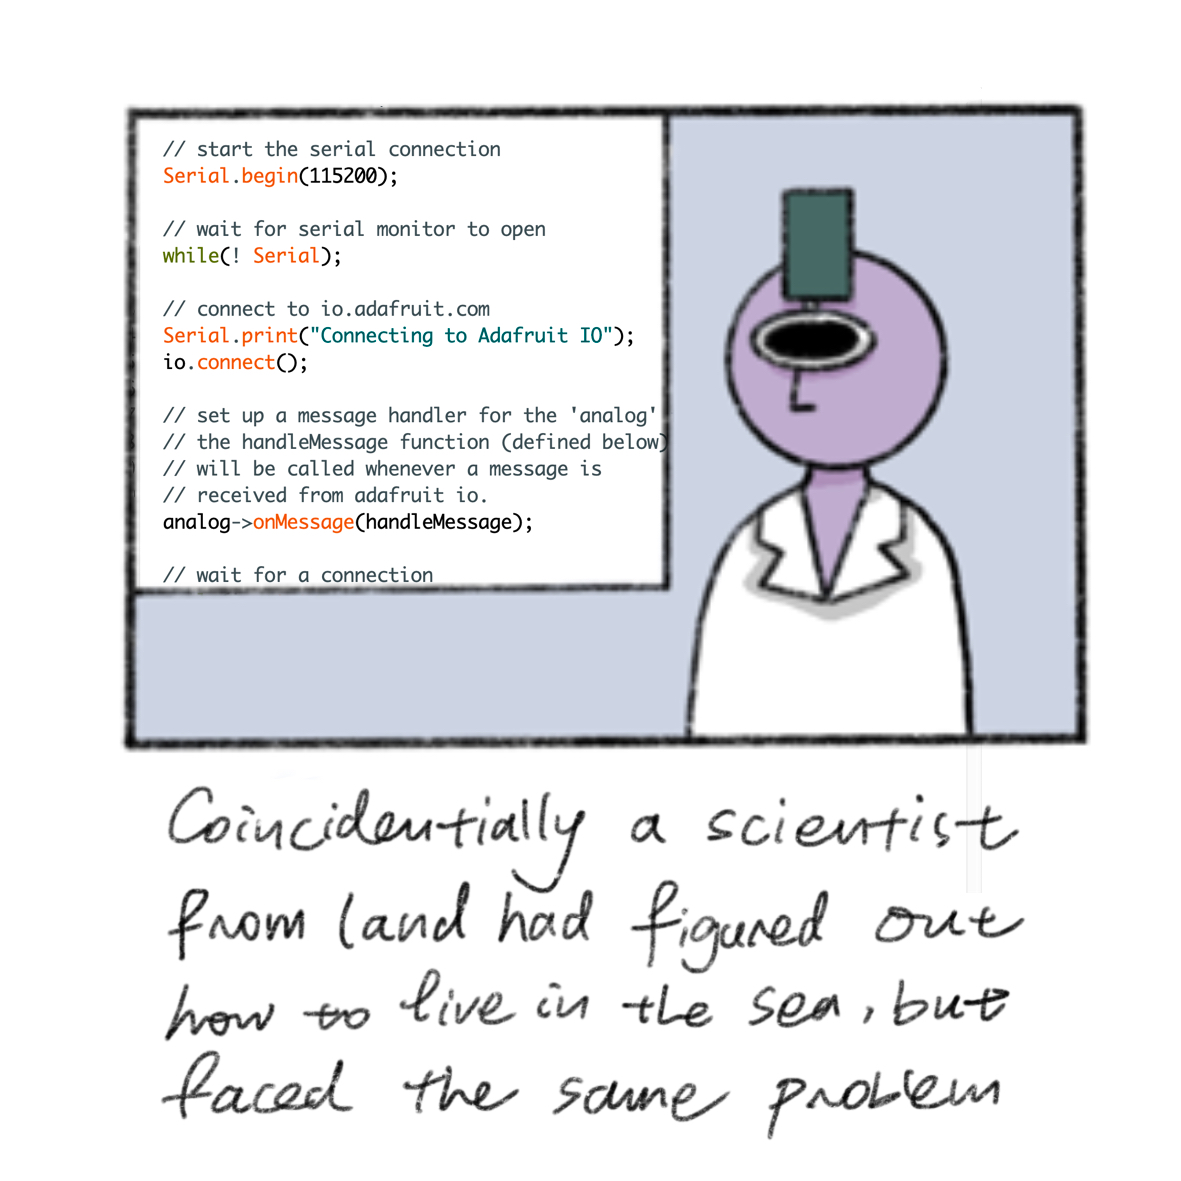 // start the serial connection
Serial.begin(115200);
// wait for serial monitor to open
while(! Serial);
// connect to io.adafruit.com
Serial.print("Connecting to Adafruit IO");
io.connect();
// set up a message handler for the 'analog'
// the handleMessage function (defined below)
// will be called whenever a message is
// received from adafruit io.
analog->onMessage(handleMessage);
// wait for a connection
Coincidentially a scientist
from land had figured out
how to live in the sea, but
faced the same problem